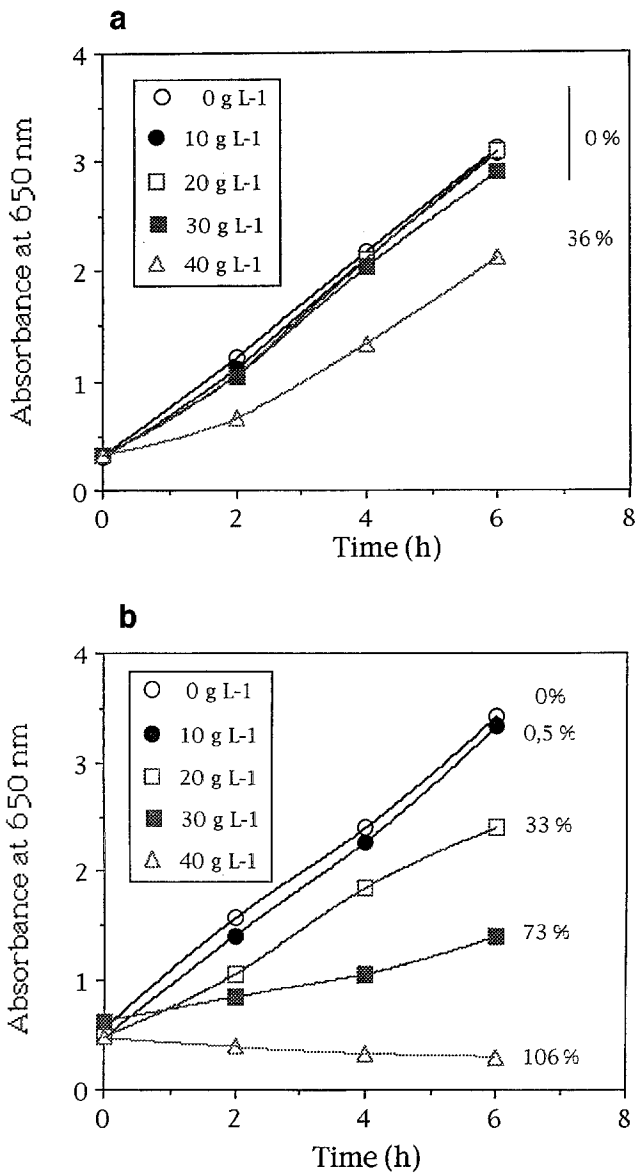 a
4
3
2
1
0
0 g L-1
10 g L-1
20 g L-1
30 g L-1
40 g L-1
0 %
36 %
Absorbance at 650 nm
0 2 4 6 8
Time (h)
b
4
3
2
1
0
0 g L-1
10 g L-1
20 g L-1
30 g L-1
40 g L-1
0%
0,5 %
33 %
73 %
106 %
Absorbance at 650 nm
0 2 4 6 8
Time (h)